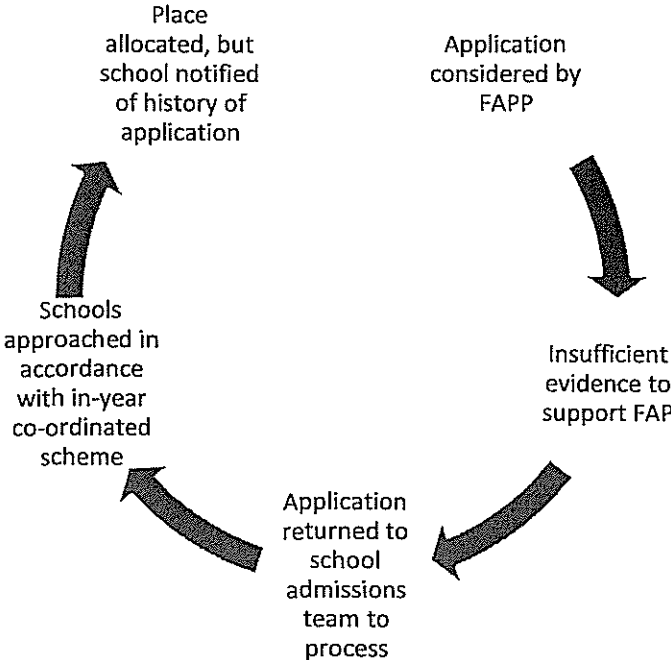 Place
allocated, but
school notified
of history of
application
Application
considered by
FAPP
Insufficient
evidence to
support FAP
Application
returned to
school
admissions
team to
process
Schools
approached in
accordance
with in-year
co-ordinated
scheme